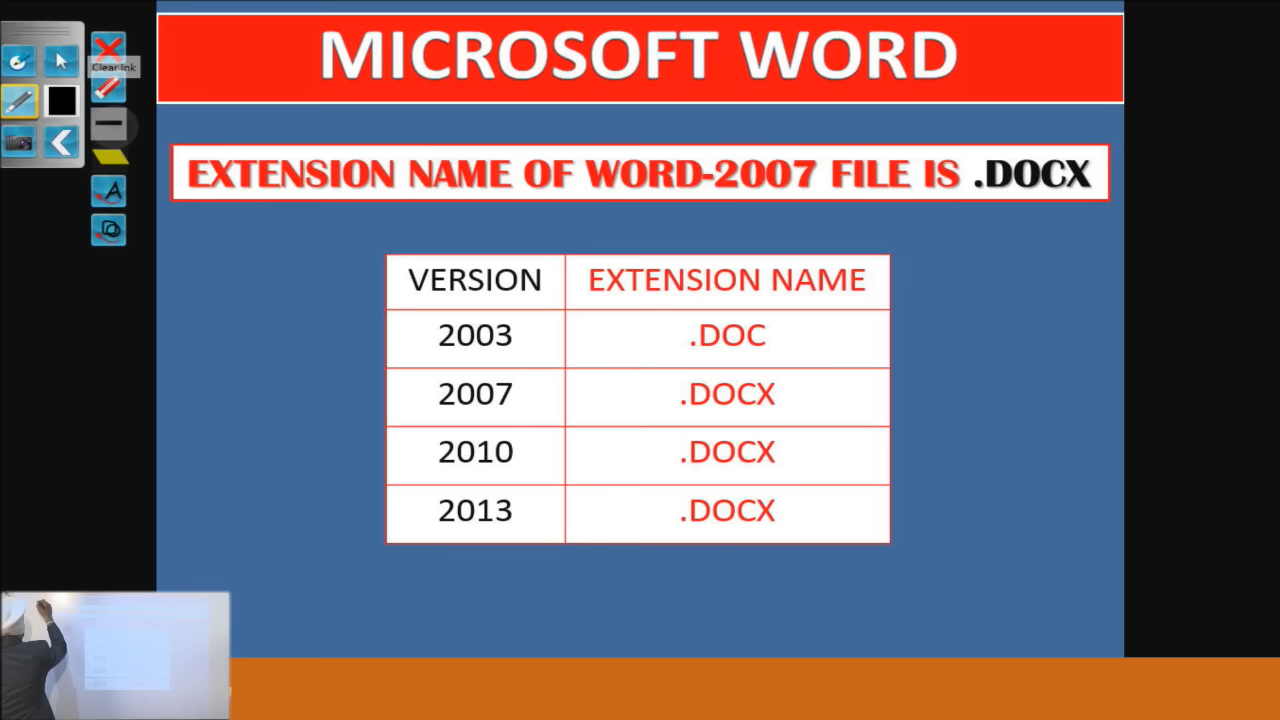 MICROSOFT WORD
Clear Ink
EXTENSION NAME OF WORD-2007 FILE IS .DOCX
VERSION EXTENSION NAME
2003 .DOC
2007 .DOCX
2010 .DOCX
2013 .DOCX